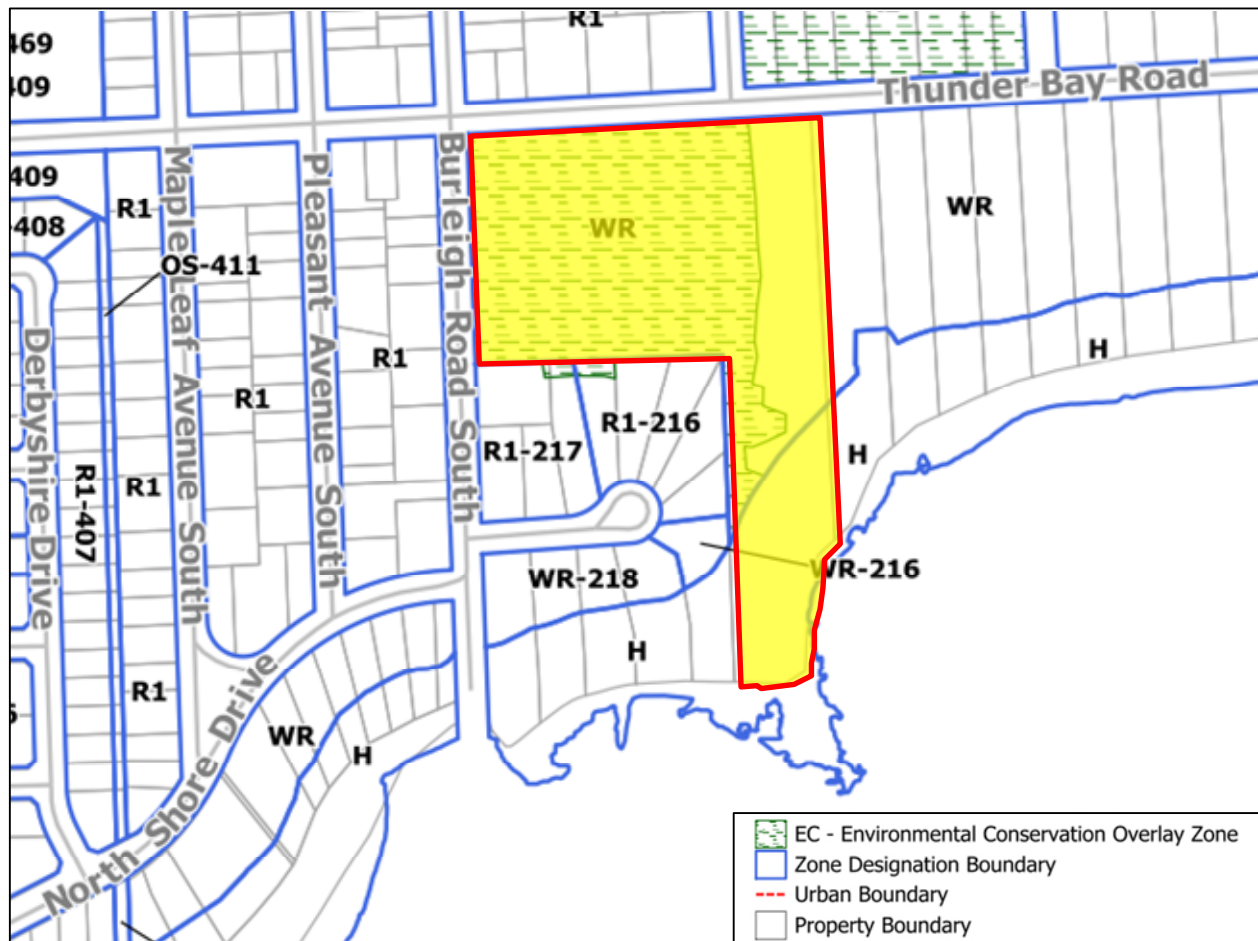 R1
469
409
Thunder Bay Road
409
408
R1
OS-411
Maple Leaf Avenue South
Pleasant Avenue South
Burleigh Road South
WR
WR
Derbyshire Drive
R1
R1
H
R1-216
R1-217
H
R1-407
R1
WR-216
WR-218
H
R1
North Shore Drive
WR
H
EC - Environmental Conservation Overlay Zone
Zone Designation Boundary
Urban Boundary
Property Boundary